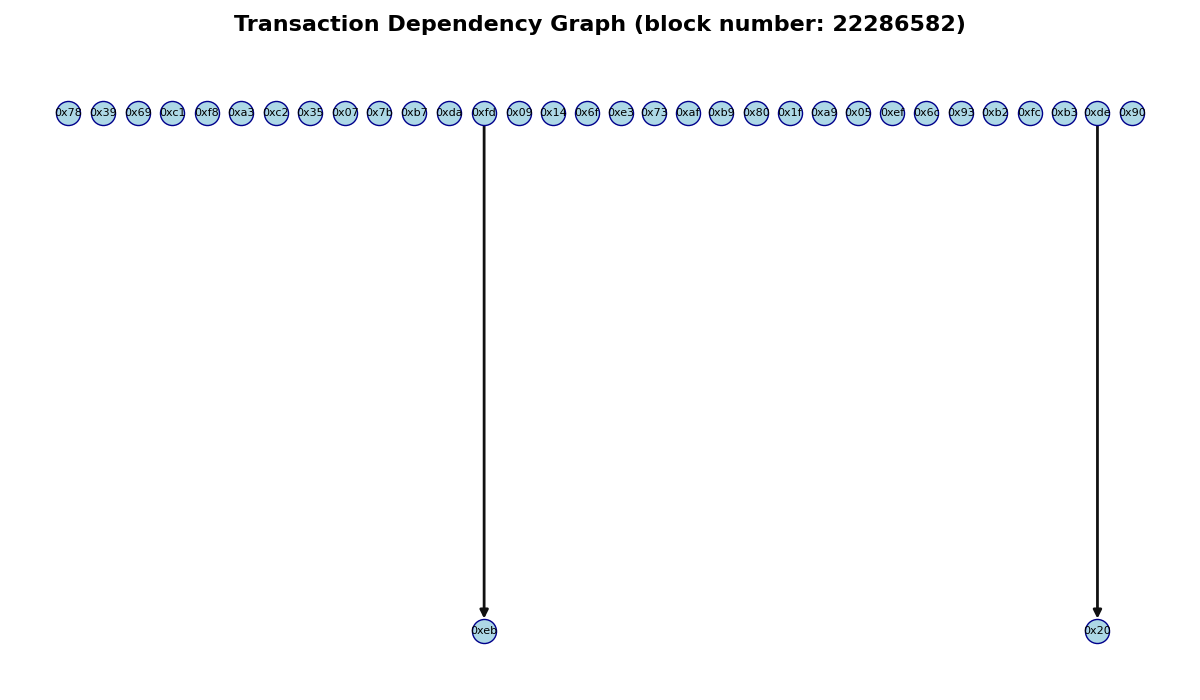 Transaction Dependency Graph (block number: 22286582)
0x78 0x39 0x69 0xc1 0xf8 0xa3 0xc2 0x35 0x07 0x7b 0xb7 0xda 0xfd 0x09 0x14 0x6f 0xe3 0x73 0xaf 0xb9 0x80 0x1f 0xa9 0x05 0xef 0x6c 0x93 0xb2 0xfc 0xb3 0xde 0x90
0xeb 0x20